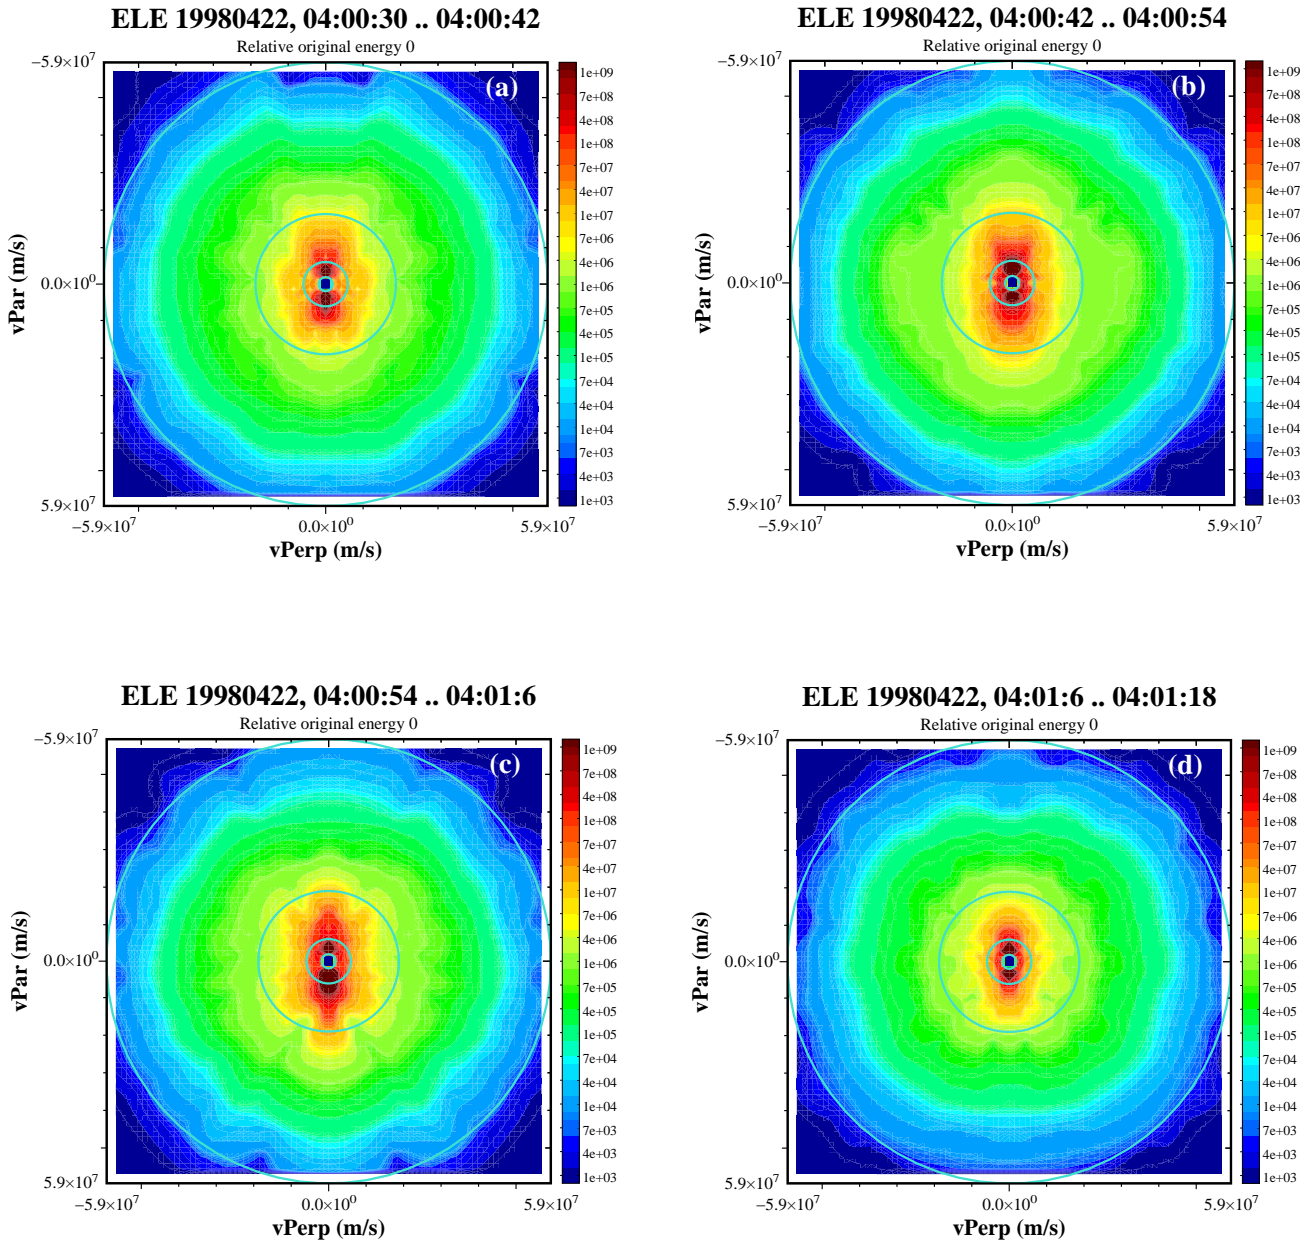 ELE 19980422, 04:00:30 .. 04:00:42
Relative original energy 0
(a)
−5.9×10⁷
0.0×10⁰
5.9×10⁷
vPar (m/s)
−5.9×10⁷ 0.0×10⁰ 5.9×10⁷
vPerp (m/s)
1e+09
7e+08
4e+08
1e+08
7e+07
4e+07
1e+07
7e+06
4e+06
1e+06
7e+05
4e+05
1e+05
7e+04
4e+04
1e+04
7e+03
4e+03
1e+03
ELE 19980422, 04:00:42 .. 04:00:54
Relative original energy 0
(b)
−5.9×10⁷
0.0×10⁰
5.9×10⁷
vPar (m/s)
−5.9×10⁷ 0.0×10⁰ 5.9×10⁷
vPerp (m/s)
1e+09
7e+08
4e+08
1e+08
7e+07
4e+07
1e+07
7e+06
4e+06
1e+06
7e+05
4e+05
1e+05
7e+04
4e+04
1e+04
7e+03
4e+03
1e+03
ELE 19980422, 04:00:54 .. 04:01:6
Relative original energy 0
(c)
−5.9×10⁷
0.0×10⁰
5.9×10⁷
vPar (m/s)
−5.9×10⁷ 0.0×10⁰ 5.9×10⁷
vPerp (m/s)
1e+09
7e+08
4e+08
1e+08
7e+07
4e+07
1e+07
7e+06
4e+06
1e+06
7e+05
4e+05
1e+05
7e+04
4e+04
1e+04
7e+03
4e+03
1e+03
ELE 19980422, 04:01:6 .. 04:01:18
Relative original energy 0
(d)
−5.9×10⁷
0.0×10⁰
5.9×10⁷
vPar (m/s)
−5.9×10⁷ 0.0×10⁰ 5.9×10⁷
vPerp (m/s)
1e+09
7e+08
4e+08
1e+08
7e+07
4e+07
1e+07
7e+06
4e+06
1e+06
7e+05
4e+05
1e+05
7e+04
4e+04
1e+04
7e+03
4e+03
1e+03